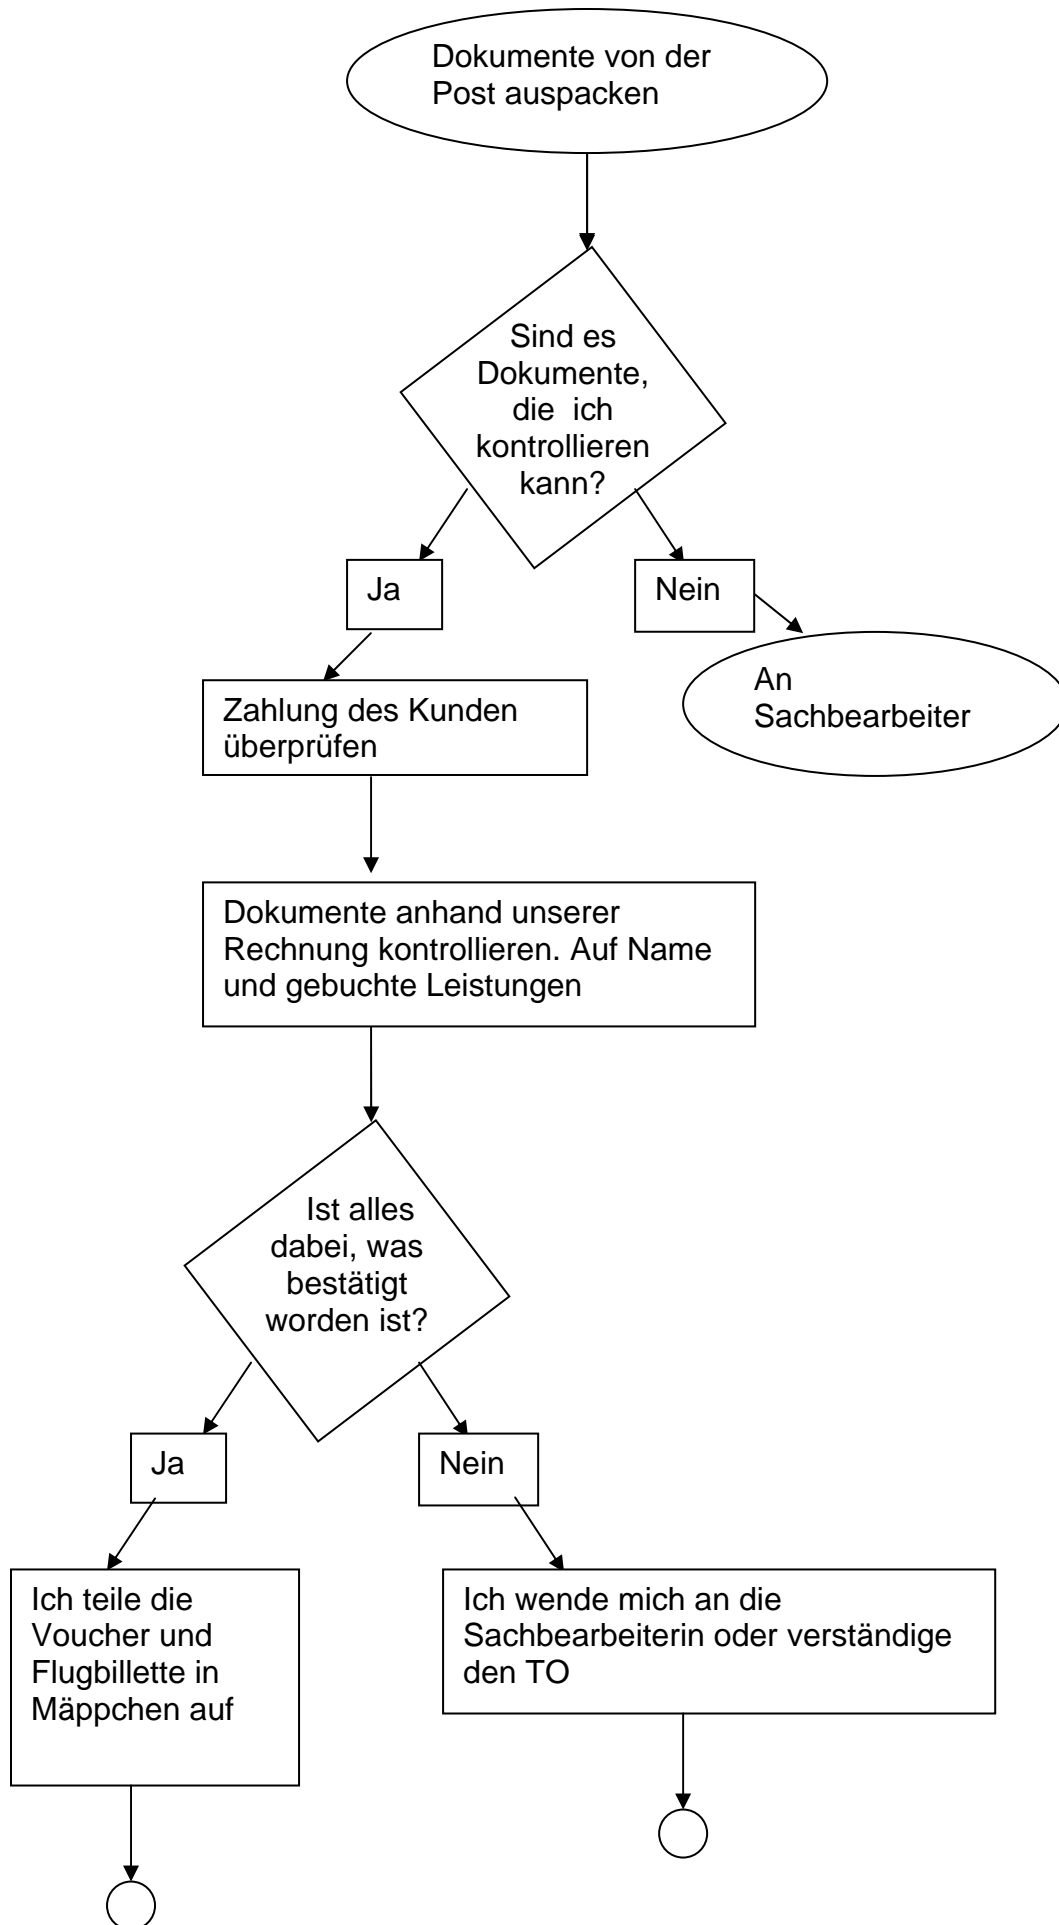 Dokumente von der
Post auspacken
Sind es
Dokumente,
die ich
kontrollieren
kann?
Ja
Nein
An
Sachbearbeiter
Zahlung des Kunden
überprüfen
Dokumente anhand unserer
Rechnung kontrollieren. Auf Name
und gebuchte Leistungen
Ist alles
dabei, was
bestätigt
worden ist?
Ja
Nein
Ich teile die
Voucher und
Flugbillette in
Mäppchen auf
Ich wende mich an die
Sachbearbeiterin oder verständige
den TO